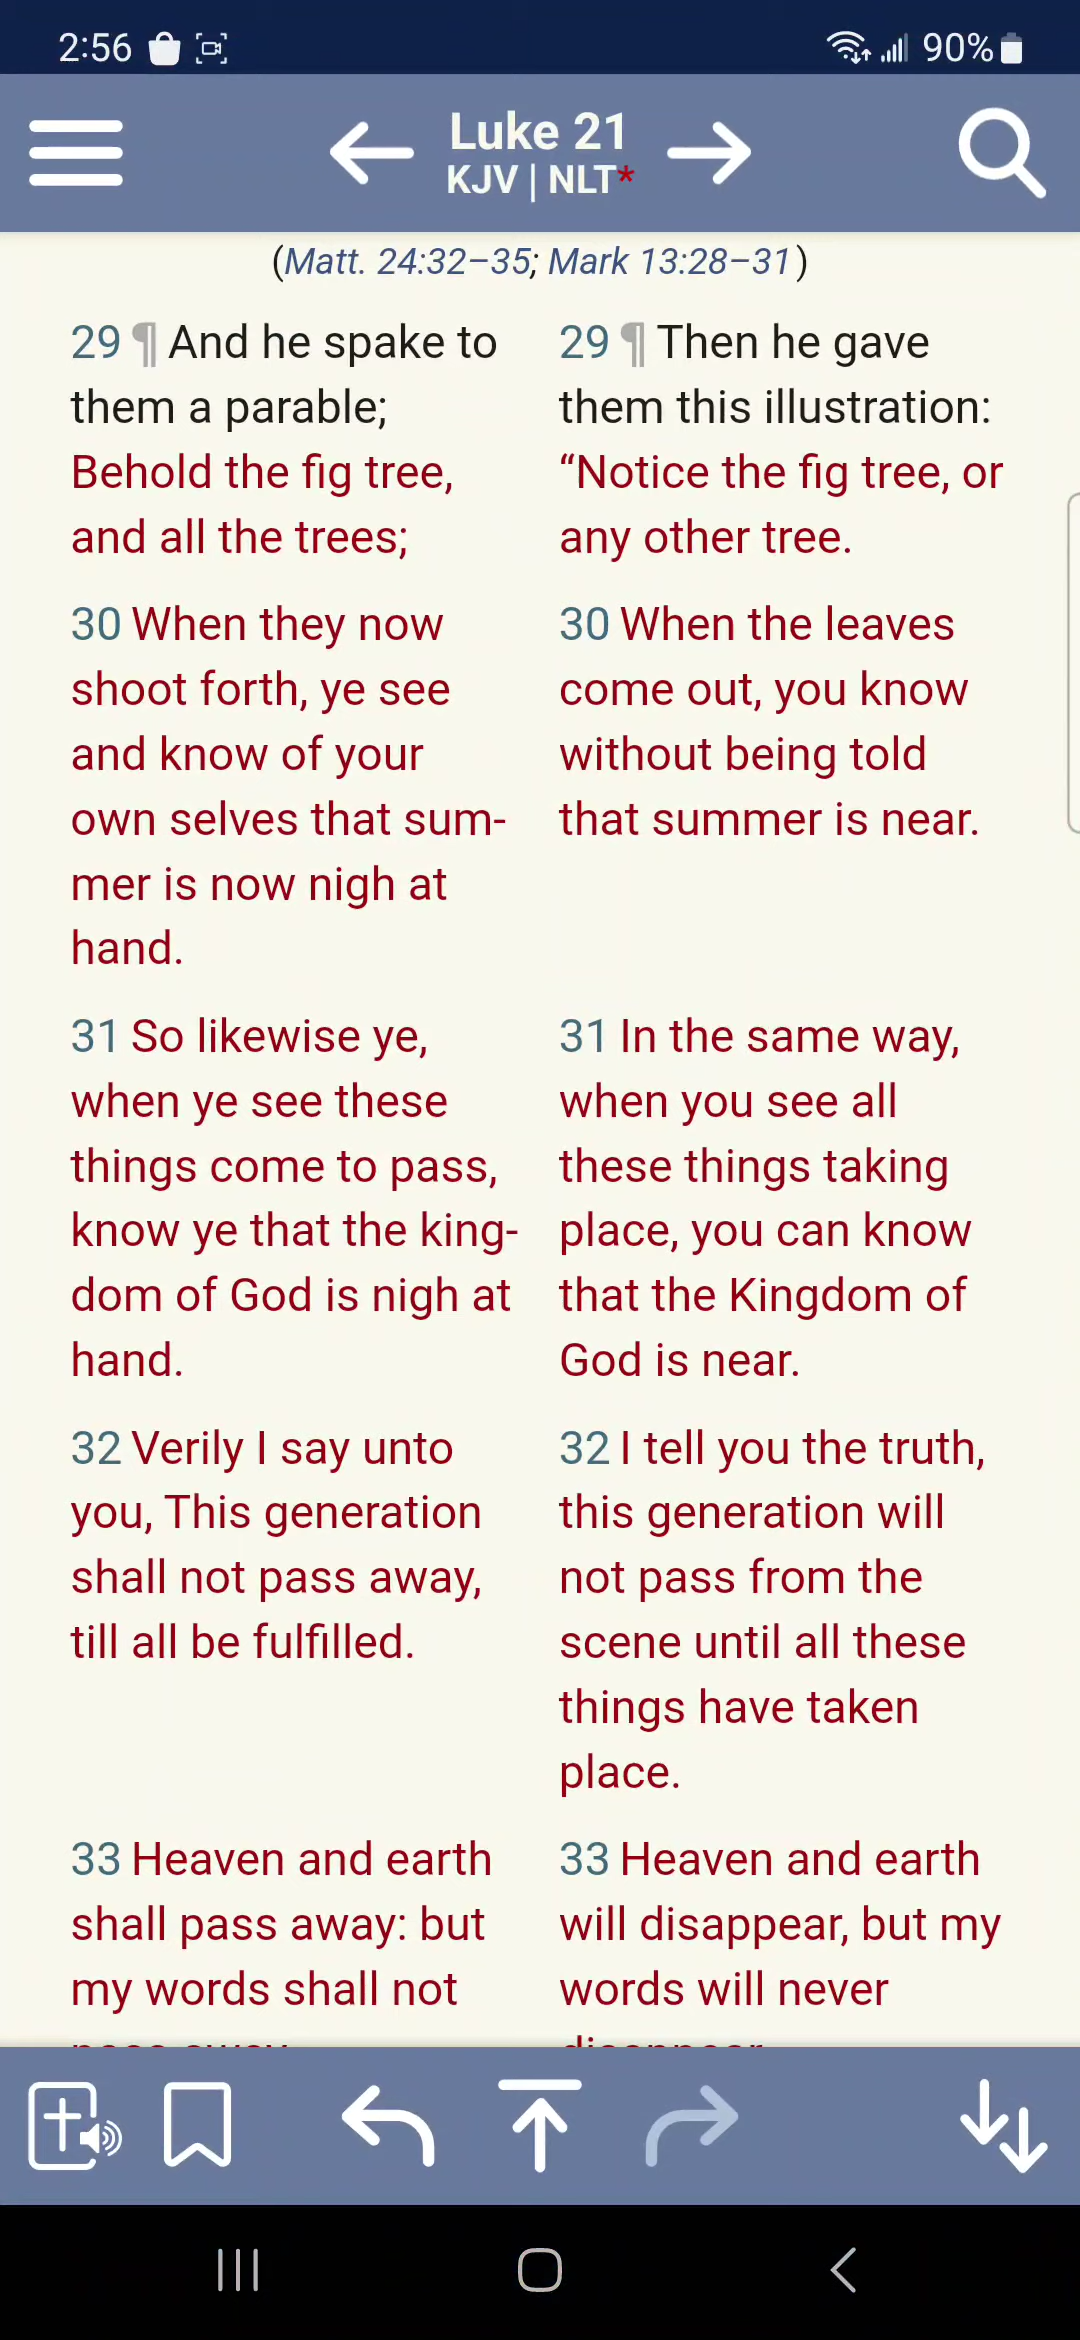 2:56
90%
Luke 21
KJV | NLT*
(Matt. 24:32–35; Mark 13:28–31)
29 ¶ And he spake to
them a parable;
Behold the fig tree,
and all the trees;
30 When they now
shoot forth, ye see
and know of your
own selves that sum-
mer is now nigh at
hand.
31 So likewise ye,
when ye see these
things come to pass,
know ye that the king-
dom of God is nigh at
hand.
32 Verily I say unto
you, This generation
shall not pass away,
till all be fulfilled.
33 Heaven and earth
shall pass away: but
my words shall not
29 ¶ Then he gave
them this illustration:
“Notice the fig tree, or
any other tree.
30 When the leaves
come out, you know
without being told
that summer is near.
31 In the same way,
when you see all
these things taking
place, you can know
that the Kingdom of
God is near.
32 I tell you the truth,
this generation will
not pass from the
scene until all these
things have taken
place.
33 Heaven and earth
will disappear, but my
words will never